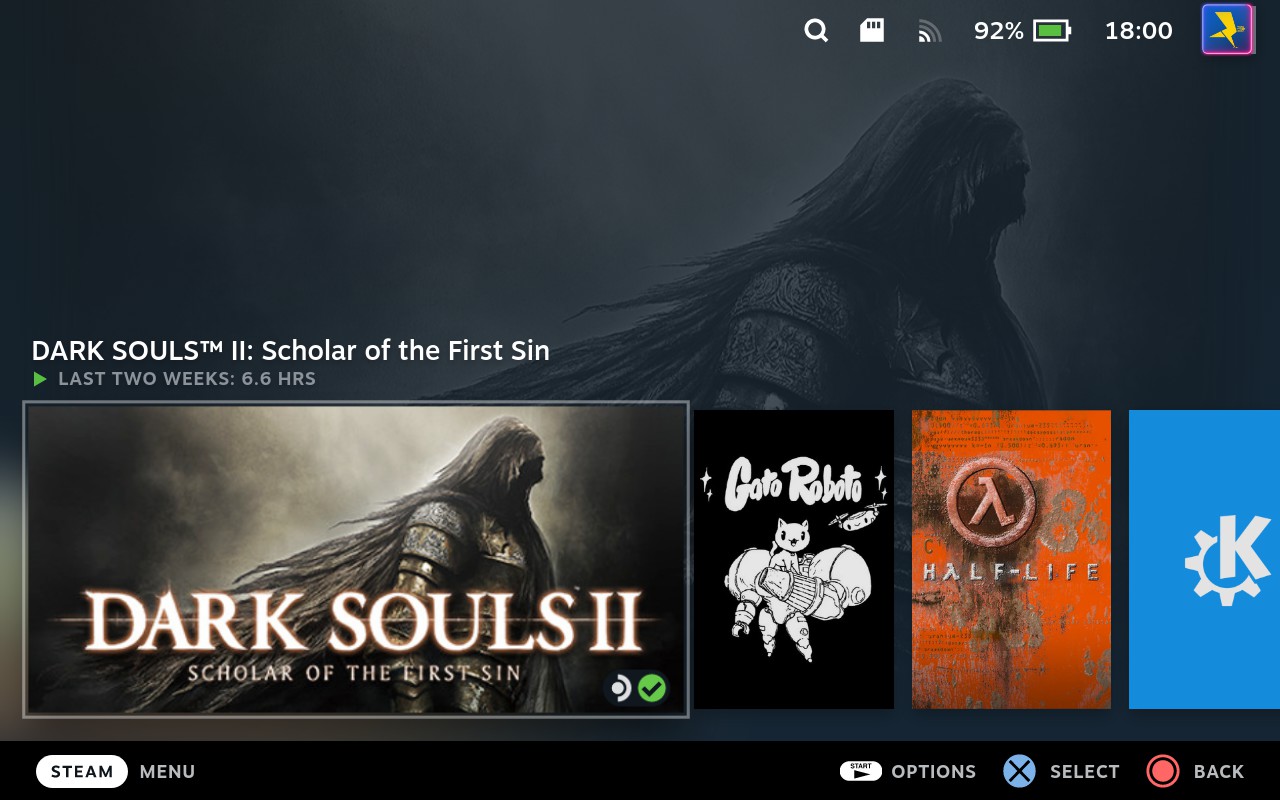 92% 18:00
DARK SOULS™ II: Scholar of the First Sin
LAST TWO WEEKS: 6.6 HRS
DARK SOULS II
SCHOLAR OF THE FIRST SIN
Gato Roboto
HALF-LIFE
STEAM MENU
START OPTIONS SELECT BACK